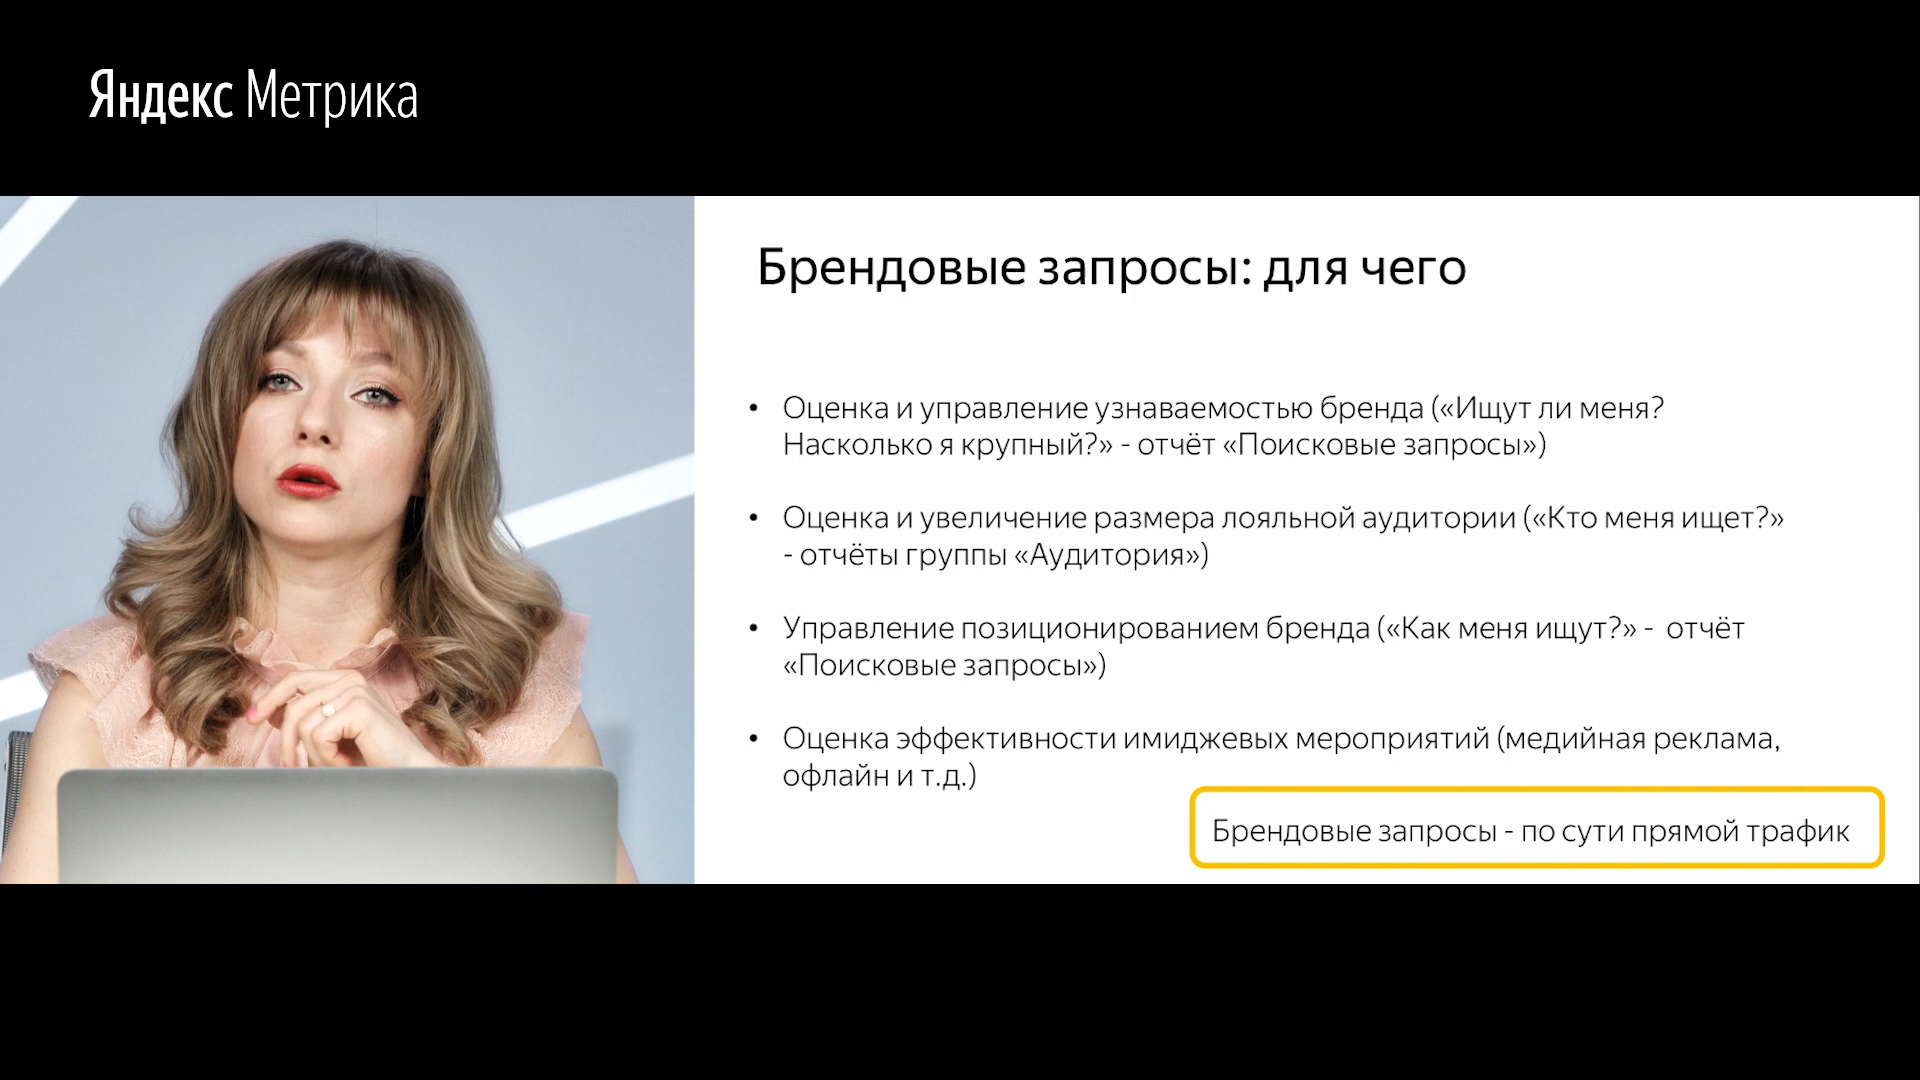 Яндекс Метрика
Брендовые запросы: для чего
• Оценка и управление узнаваемостью бренда («Ищут ли меня?
Насколько я крупный?» - отчёт «Поисковые запросы»)
• Оценка и увеличение размера лояльной аудитории («Кто меня ищет?»
- отчёты группы «Аудитория»)
• Управление позиционированием бренда («Как меня ищут?» - отчёт
«Поисковые запросы»)
• Оценка эффективности имиджевых мероприятий (медийная реклама,
офлайн и т.д.)
Брендовые запросы - по сути прямой трафик